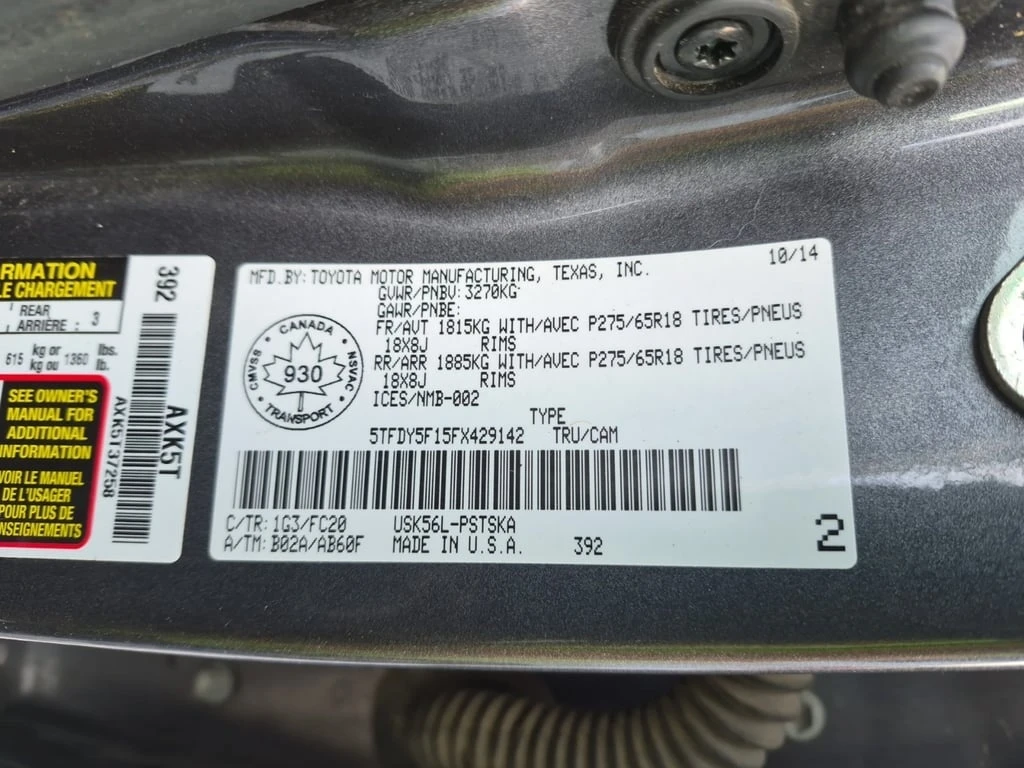 RMATION
LE CHARGEMENT
REAR
ARRIÈRE : 3
615 kg or 1360 lbs.
kg ou lb.
SEE OWNER'S
MANUAL FOR
ADDITIONAL
INFORMATION
VOIR LE MANUEL
DE L'USAGER
POUR PLUS DE
NSEIGNEMENTS
392
AXK5T37258
AXK5T
MFD.BY: TOYOTA MOTOR MANUFACTURING, TEXAS, INC. 10/14
GVWR/PNBV: 3270KG
GAWR/PNBE:
FR/AVT 1815KG WITH/AVEC P275/65R18 TIRES/PNEUS
18X8J RIMS
RR/ARR 1885KG WITH/AVEC P275/65R18 TIRES/PNEUS
18X8J RIMS
ICES/NMB-002
CANADA
CMVSS
NSVAC
930
TRANSPORT
TYPE
5TFDY5F15FX429142 TRU/CAM
C/TR: 1G3/FC20 USK56L-PSTSKA
A/TM: B02A/AB60F MADE IN U.S.A. 392
2